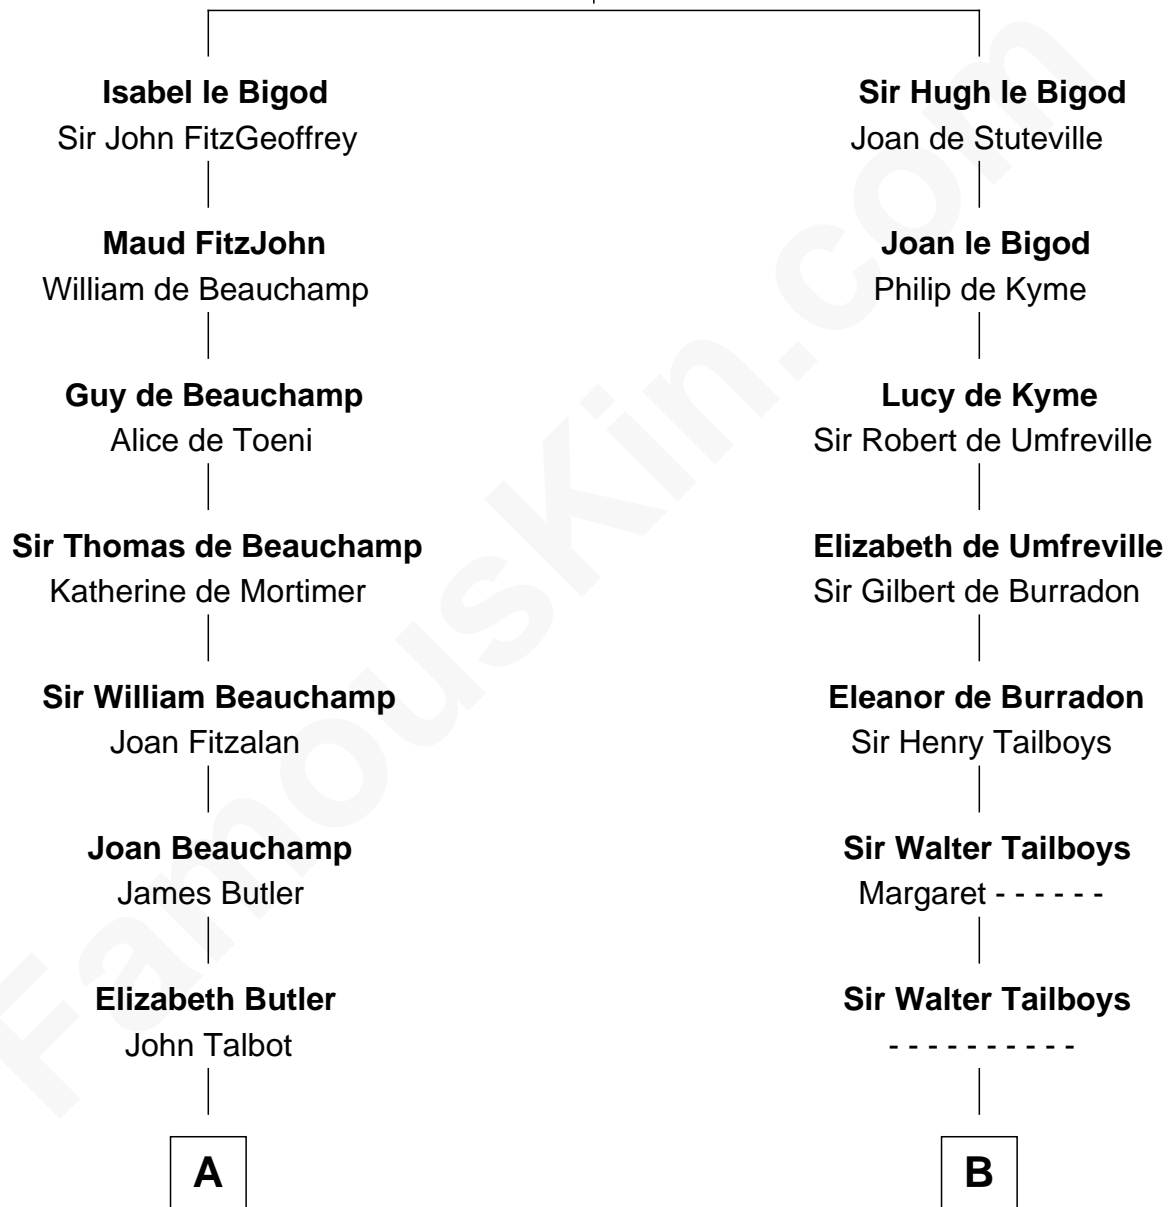 Isabel le Bigod
Sir John FitzGeoffrey
Maud FitzJohn
William de Beauchamp
Guy de Beauchamp
Alice de Toeni
Sir Thomas de Beauchamp
Katherine de Mortimer
Sir William Beauchamp
Joan Fitzalan
Joan Beauchamp
James Butler
Elizabeth Butler
John Talbot
A
Sir Hugh le Bigod
Joan de Stuteville
Joan le Bigod
Philip de Kyme
Lucy de Kyme
Sir Robert de Umfreville
Elizabeth de Umfreville
Sir Gilbert de Burradon
Eleanor de Burradon
Sir Henry Tailboys
Sir Walter Tailboys
Margaret - - - - - -
Sir Walter Tailboys
- - - - - - - - - -
B
FamousKin.com